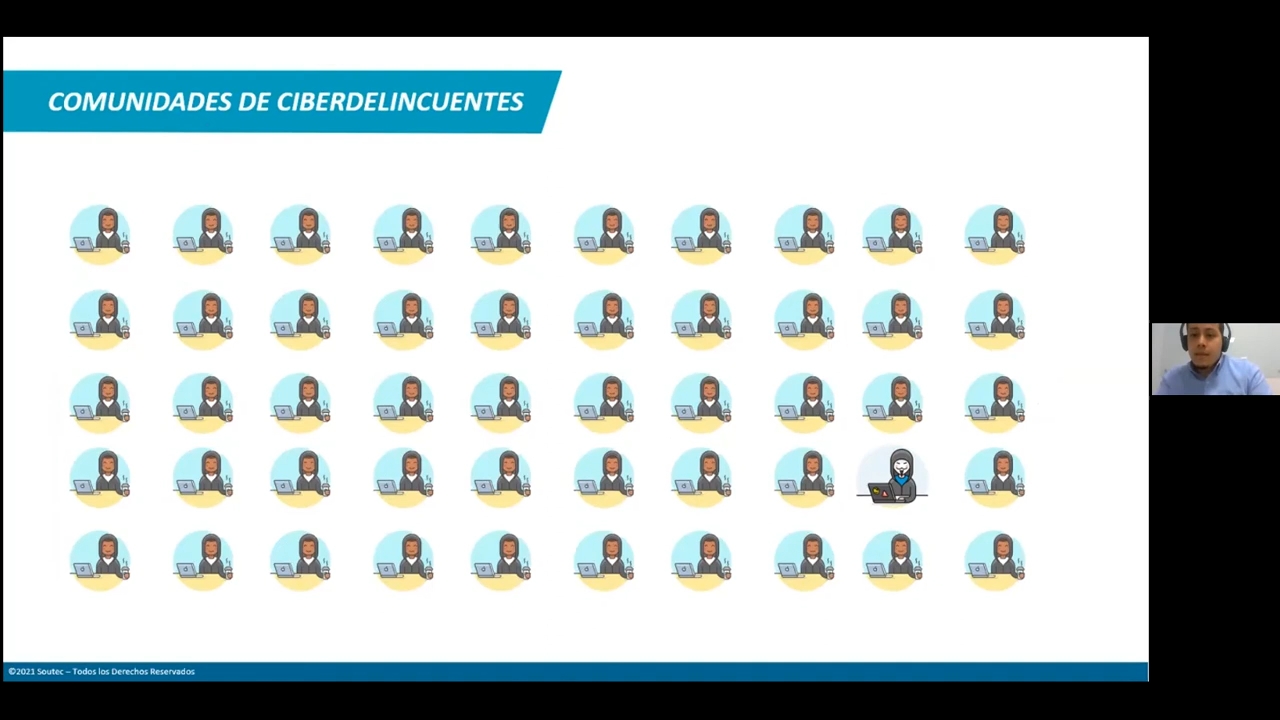 COMUNIDADES DE CIBERDELINCUENTES
©2021 Soutec – Todos los Derechos Reservados